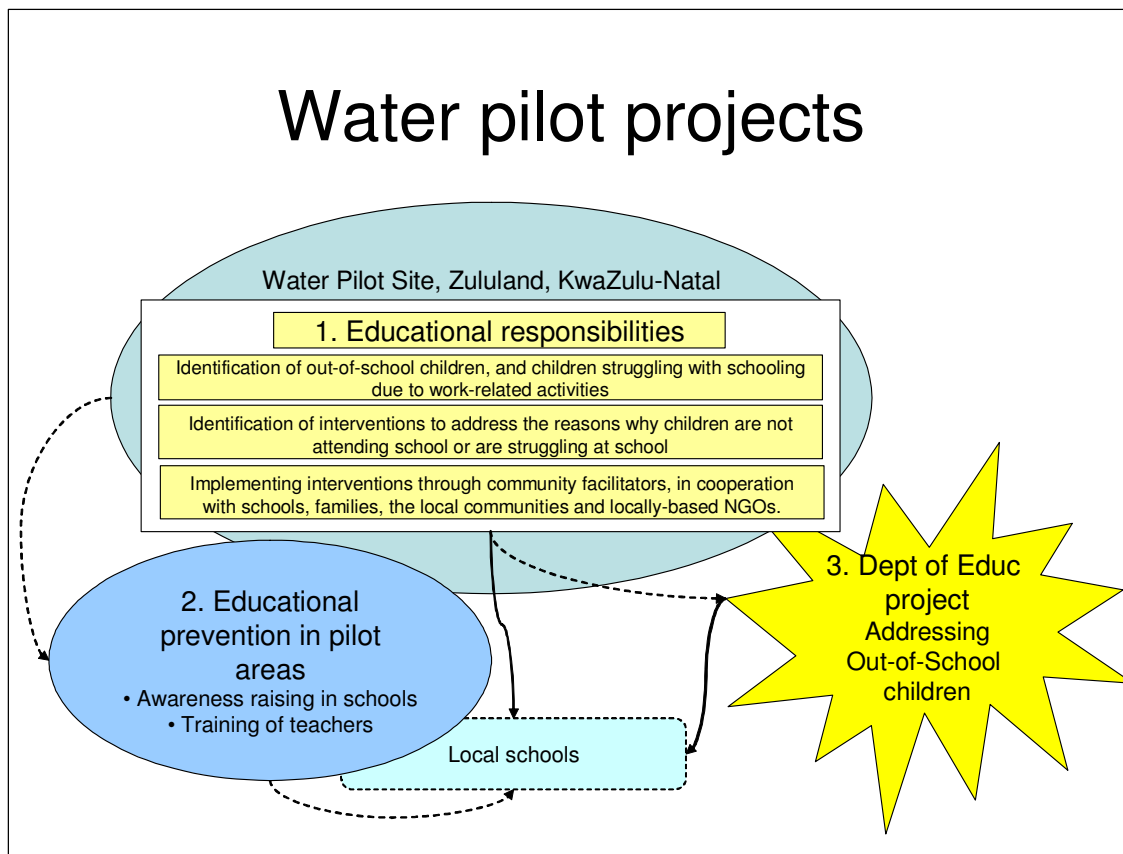 Water pilot projects
Water Pilot Site, Zululand, KwaZulu-Natal
1. Educational responsibilities
Identification of out-of-school children, and children struggling with schooling
due to work-related activities
Identification of interventions to address the reasons why children are not
attending school or are struggling at school
Implementing interventions through community facilitators, in cooperation
with schools, families, the local communities and locally-based NGOs.
2. Educational
prevention in pilot
areas
• Awareness raising in schools
• Training of teachers
3. Dept of Educ
project
Addressing
Out-of-School
children
Local schools